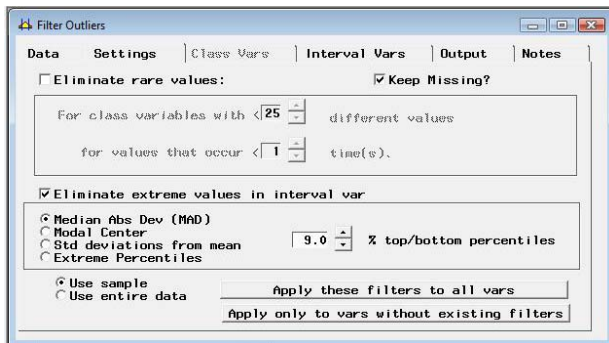 Filter Outliers
Data Settings Class Vars Interval Vars Output Notes
Eliminate rare values: Keep Missing?
For class variables with < 25 different values
for values that occur < 1 time(s).
Eliminate extreme values in interval var
Median Abs Dev (MAD)
Modal Center
Std deviations from mean
Extreme Percentiles
9.0 % top/bottom percentiles
Use sample
Use entire data
Apply these filters to all vars
Apply only to vars without existing filters